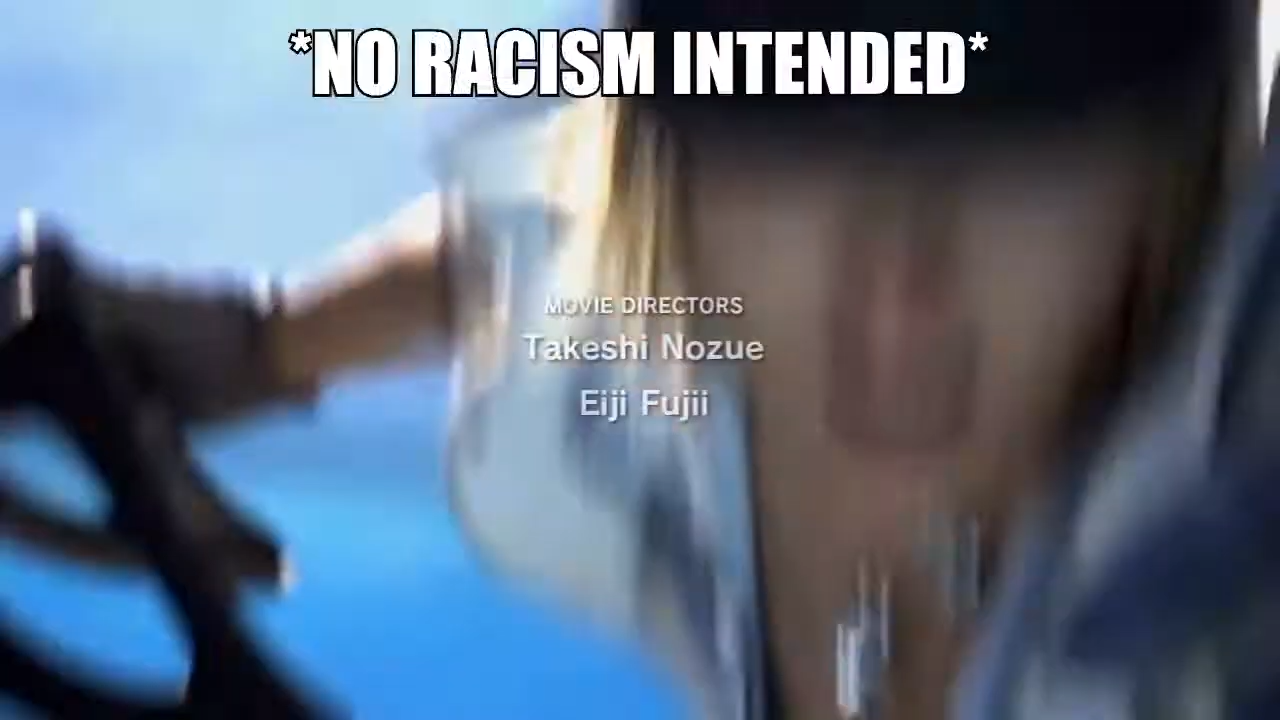 *NO RACISM INTENDED*
MOVIE DIRECTORS
Takeshi Nozue
Eiji Fujii